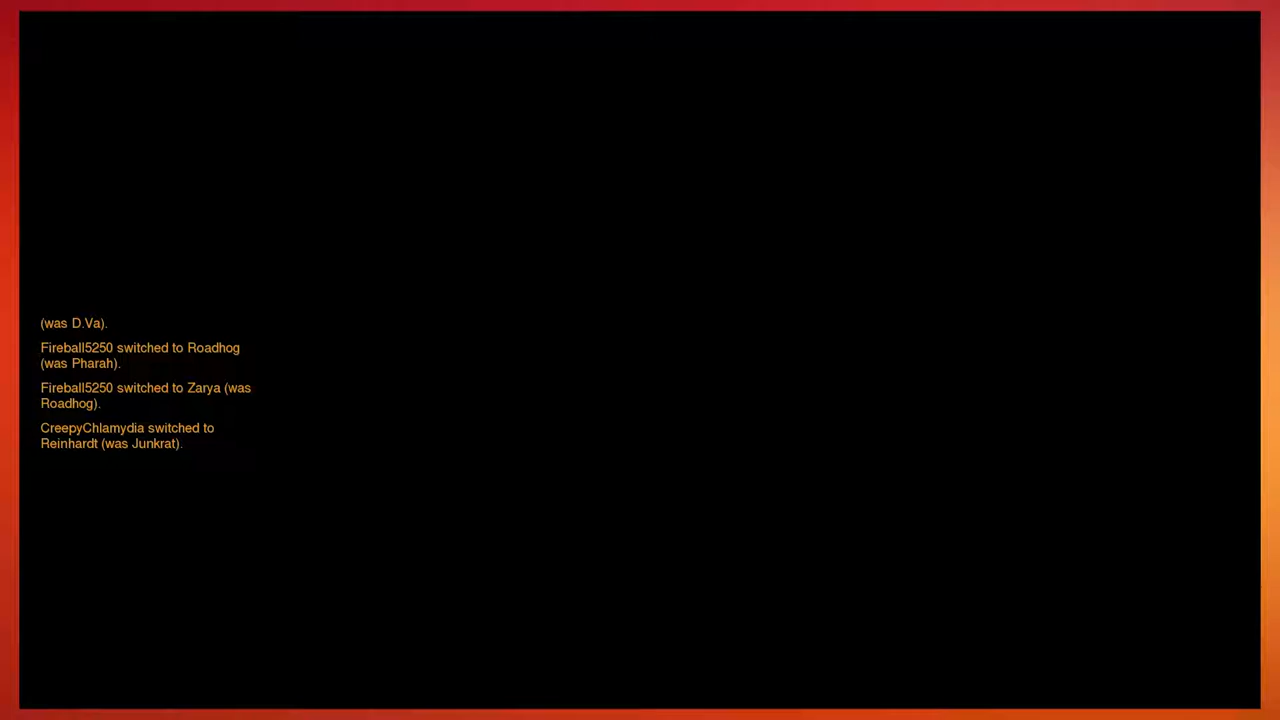 (was D.Va).
Fireball5250 switched to Roadhog
(was Pharah).
Fireball5250 switched to Zarya (was
Roadhog).
CreepyChlamydia switched to
Reinhardt (was Junkrat).